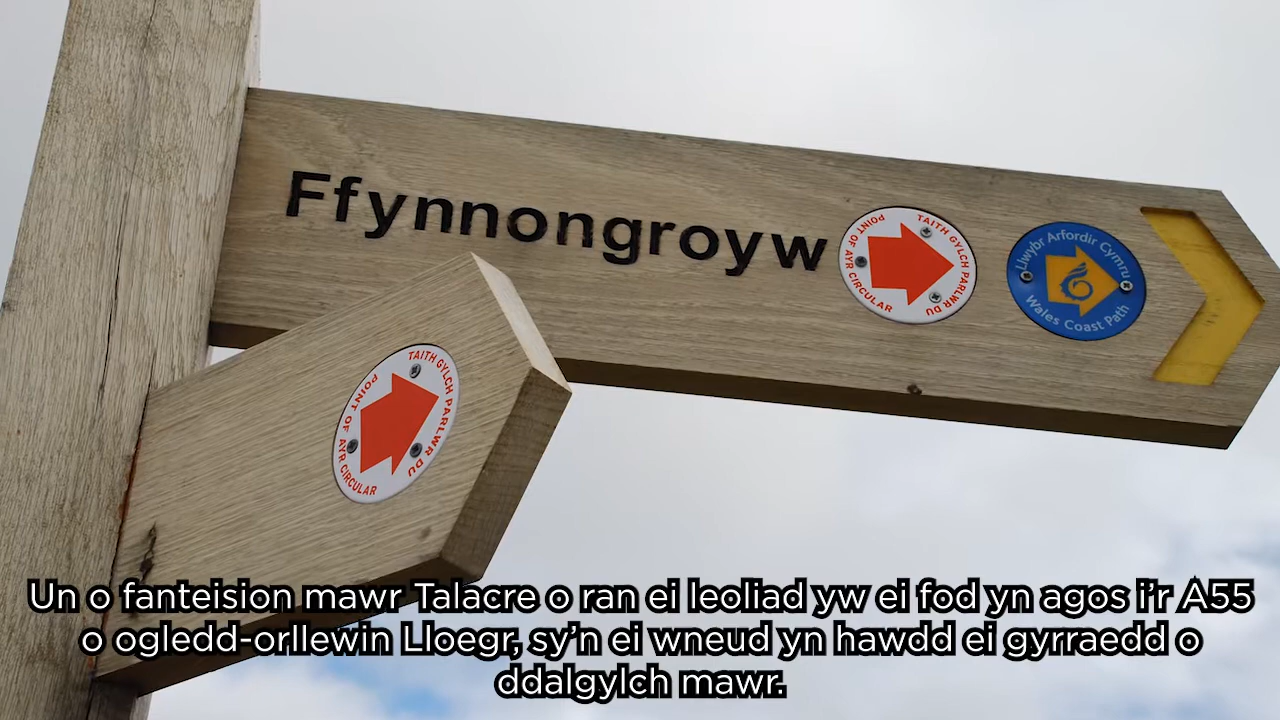 Ffynnongroyw
TAITH GYLCH PARLWR DU
POINT OF AYR CIRCULAR
Llwybr Arfordir Cymru
Wales Coast Path
TAITH GYLCH PARLWR DU
POINT OF AYR CIRCULAR
Un o fanteision mawr Talacre o ran ei leoliad yw ei fod yn agos i'r A55
o ogledd-orllewin Lloegr, sy'n ei wneud yn hawdd ei gyrraedd o
ddalgylch mawr.